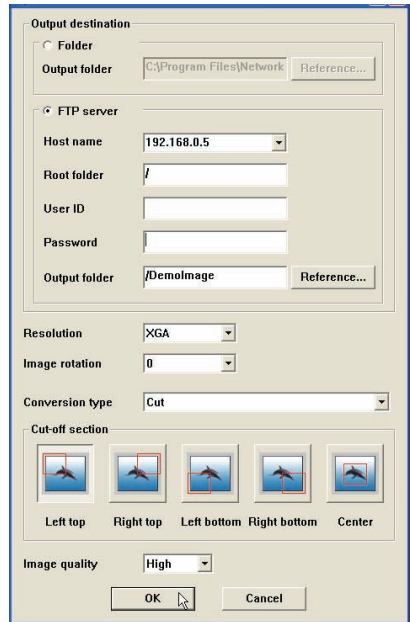 Output destination
Folder
Output folder C:\Program Files\Network Reference...
FTP server
Host name 192.168.0.5
Root folder /
User ID
Password
Output folder /DemoImage Reference...
Resolution XGA
Image rotation 0
Conversion type Cut
Cut-off section
Left top Right top Left bottom Right bottom Center
Image quality High
OK Cancel